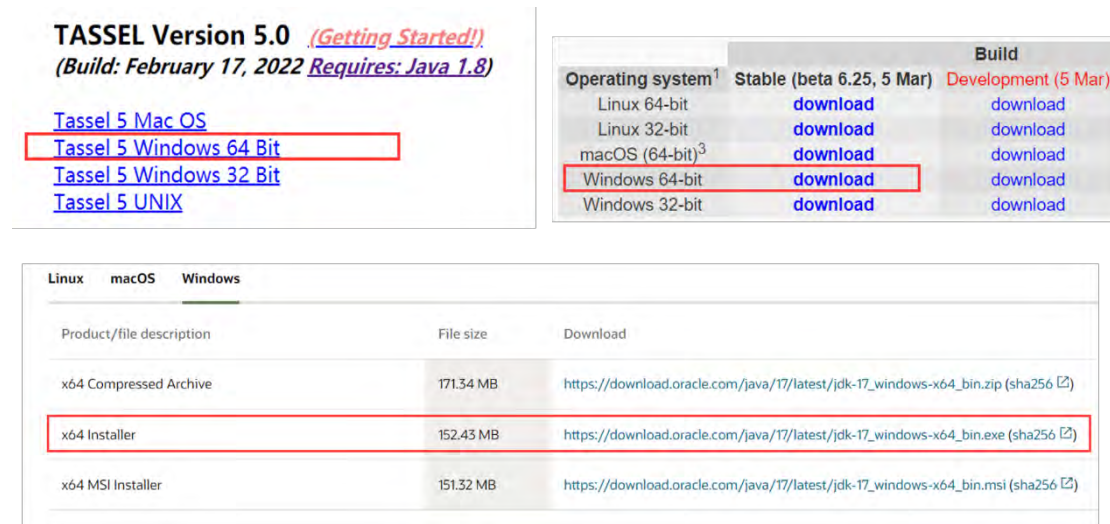 TASSEL Version 5.0 (Getting Started!)
(Build: February 17, 2022 Requires: Java 1.8)
Tassel 5 Mac OS
Tassel 5 Windows 64 Bit
Tassel 5 Windows 32 Bit
Tassel 5 UNIX
Build
Operating system1 Stable (beta 6.25, 5 Mar) Development (5 Mar)
Linux 64-bit download download
Linux 32-bit download download
macOS (64-bit)3 download download
Windows 64-bit download download
Windows 32-bit download download
Linux macOS Windows
Product/file description File size Download
x64 Compressed Archive 171.34 MB https://download.oracle.com/java/17/latest/jdk-17_windows-x64_bin.zip (sha256)
x64 Installer 152.43 MB https://download.oracle.com/java/17/latest/jdk-17_windows-x64_bin.exe (sha256)
x64 MSI Installer 151.32 MB https://download.oracle.com/java/17/latest/jdk-17_windows-x64_bin.msi (sha256)